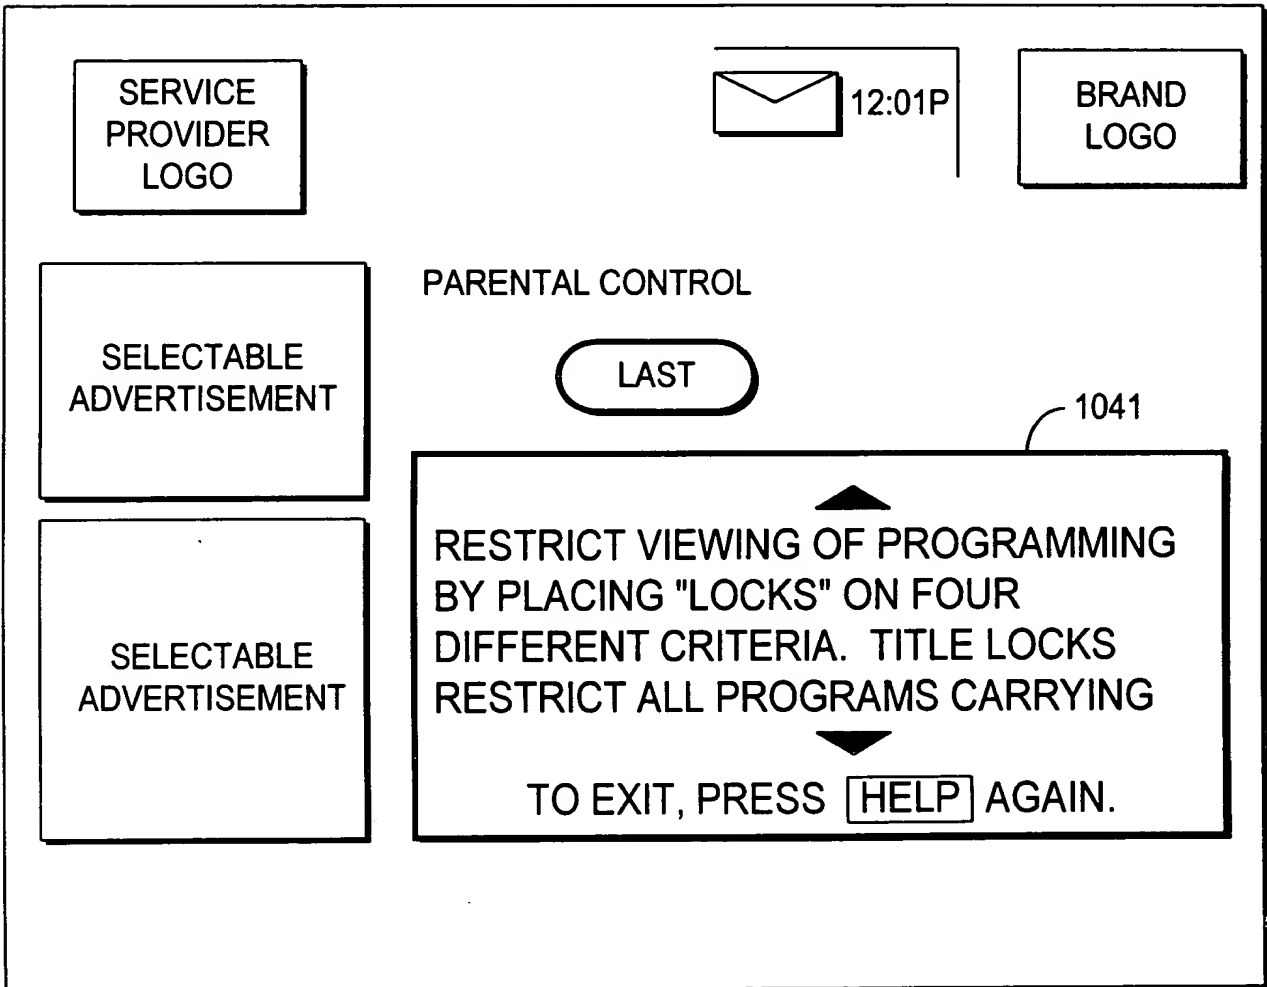 SERVICE
PROVIDER
LOGO
12:01P
BRAND
LOGO
SELECTABLE
ADVERTISEMENT
PARENTAL CONTROL
LAST
1041
RESTRICT VIEWING OF PROGRAMMING
BY PLACING "LOCKS" ON FOUR
DIFFERENT CRITERIA.  TITLE LOCKS
RESTRICT ALL PROGRAMS CARRYING
TO EXIT, PRESS HELP AGAIN.
SELECTABLE
ADVERTISEMENT